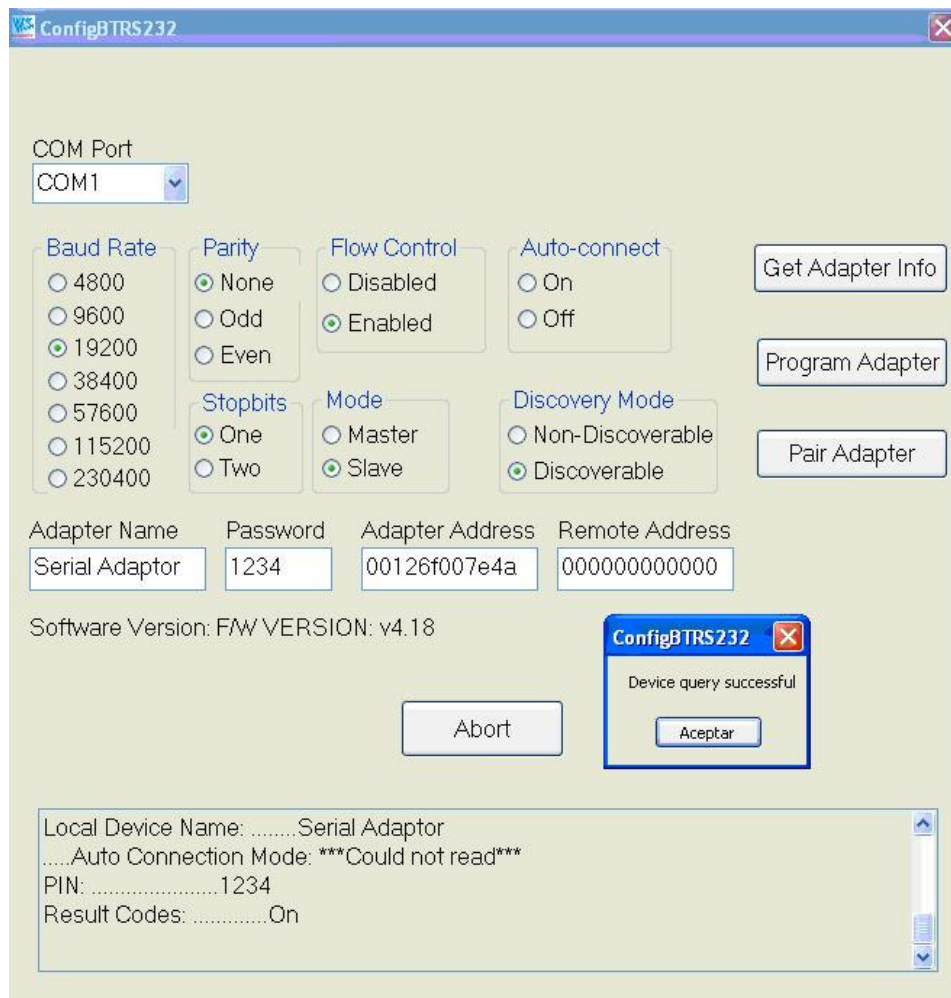 ConfigBTRS232
COM Port
COM1
Baud Rate
4800
9600
19200
38400
57600
115200
230400
Parity
None
Odd
Even
Stopbits
One
Two
Flow Control
Disabled
Enabled
Mode
Master
Slave
Auto-connect
On
Off
Discovery Mode
Non-Discoverable
Discoverable
Get Adapter Info
Program Adapter
Pair Adapter
Adapter Name
Serial Adaptor
Password
1234
Adapter Address
00126f007e4a
Remote Address
000000000000
Software Version: F/W VERSION: v4.18
ConfigBTRS232
Device query successful
Aceptar
Abort
Local Device Name: ........Serial Adaptor
.....Auto Connection Mode: ***Could not read***
PIN: ......................1234
Result Codes: .............On